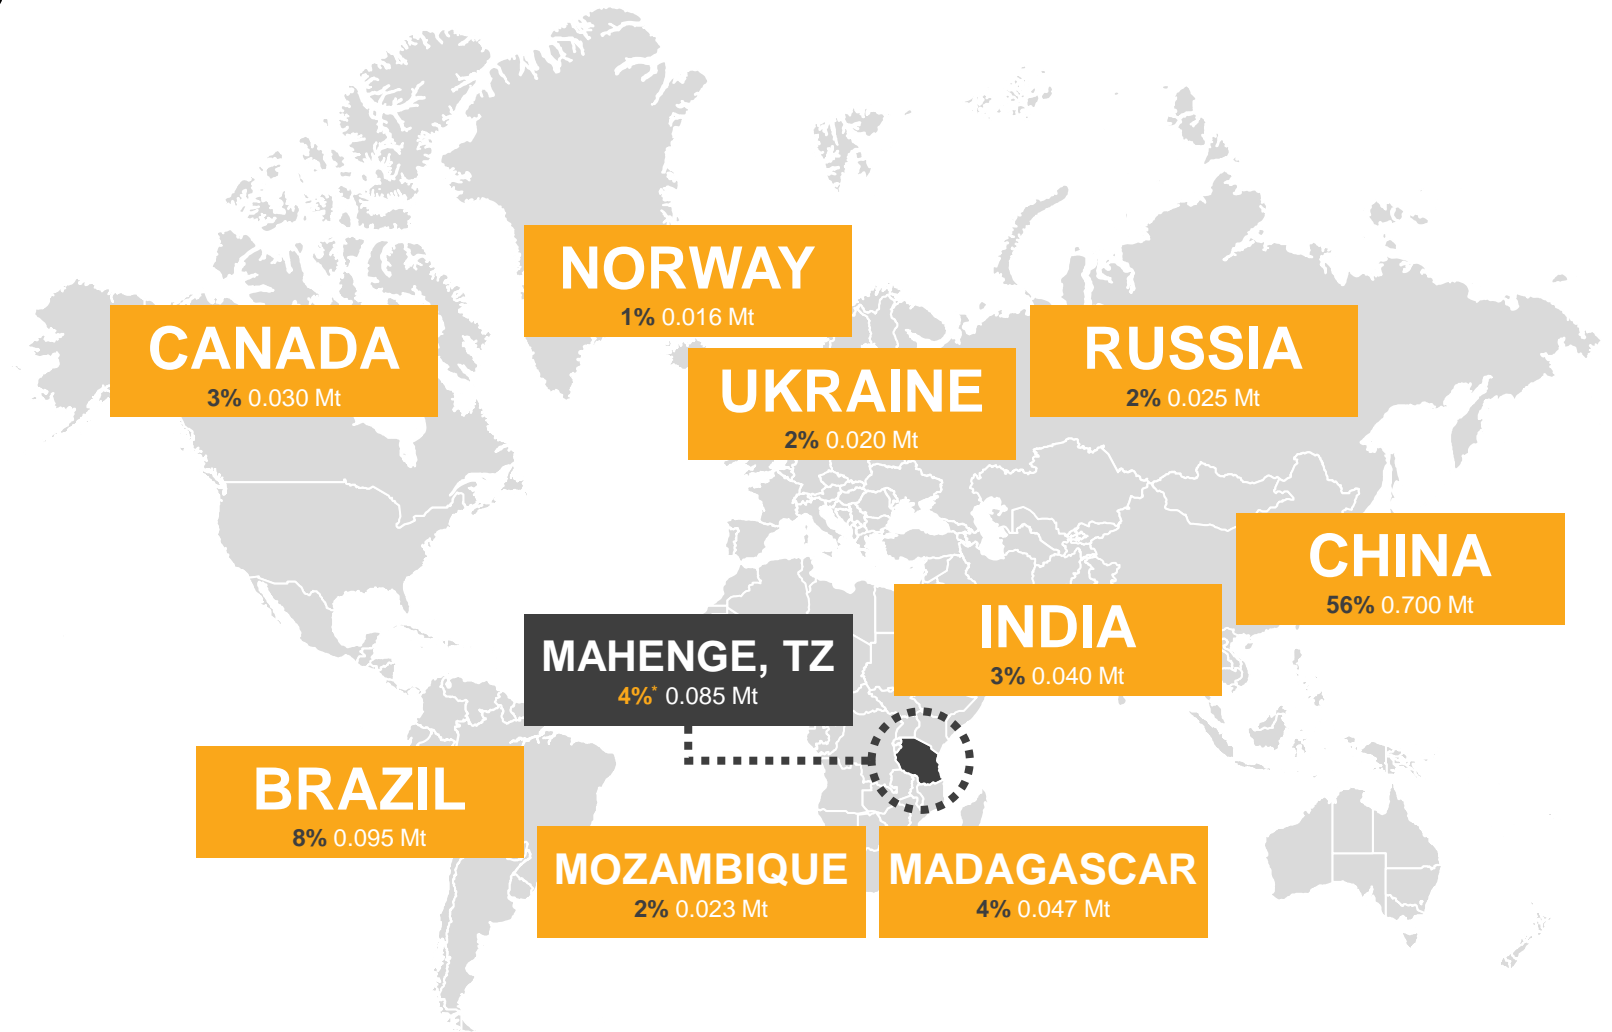 NORWAY
1% 0.016 Mt
CANADA
3% 0.030 Mt
RUSSIA
2% 0.025 Mt
UKRAINE
2% 0.020 Mt
CHINA
56% 0.700 Mt
INDIA
3% 0.040 Mt
MAHENGE, TZ
4%* 0.085 Mt
BRAZIL
8% 0.095 Mt
MOZAMBIQUE
2% 0.023 Mt
MADAGASCAR
4% 0.047 Mt